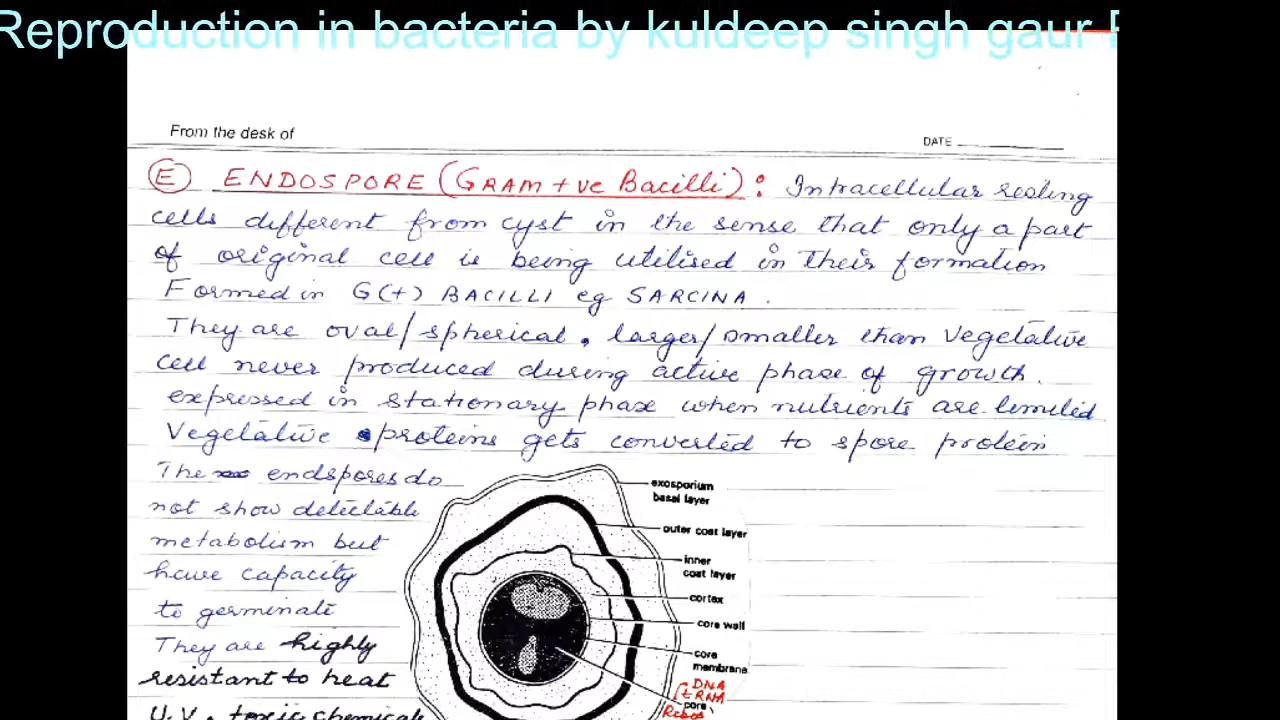 Reproduction in bacteria by kuldeep singh gaur
From the desk of
DATE
(E) ENDOSPORE (GRAM +ve Bacilli) : Intracellular resting
cells different from cyst in the sense that only a part
of original cell is being utilised in their formation
Formed in G(+) BACILLI eg SARCINA.
They are oval/spherical. larger/smaller than Vegetative
cell never produced during active phase of growth.
expressed in stationary phase when nutrients are limited
Vegetative proteins gets converted to spore protein
The endspores do
not show detectable
metabolism but
have capacity
to germinate
They are highly
resistant to heat
U.V. toxic chemicals
exosporium
basal layer
outer coat layer
inner
coat layer
cortex
core wall
core
membrane
DNA
RNA
core